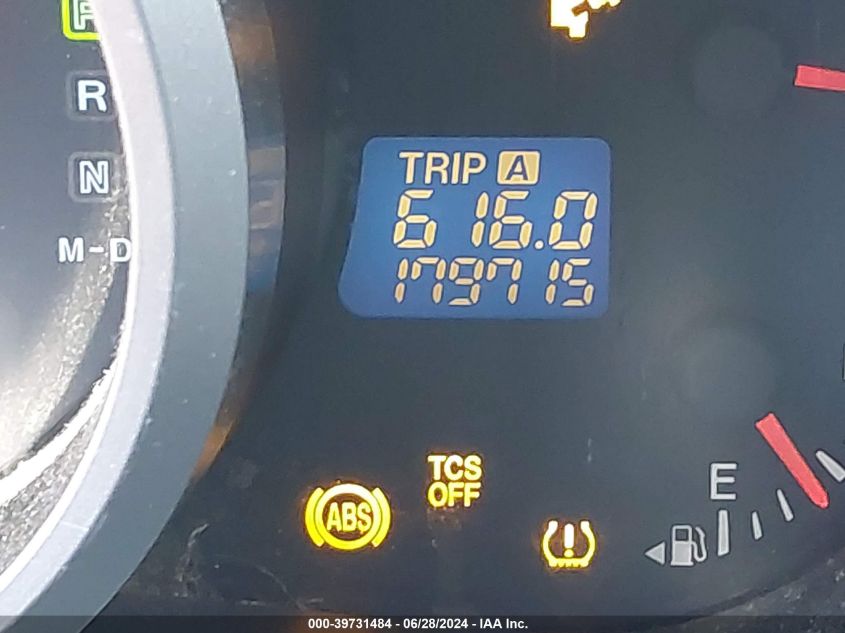 P
R
N
M-D
TRIP A
616.0
179715
TCS
OFF
ABS
E
000-39731484 - 06/28/2024 - IAA Inc.